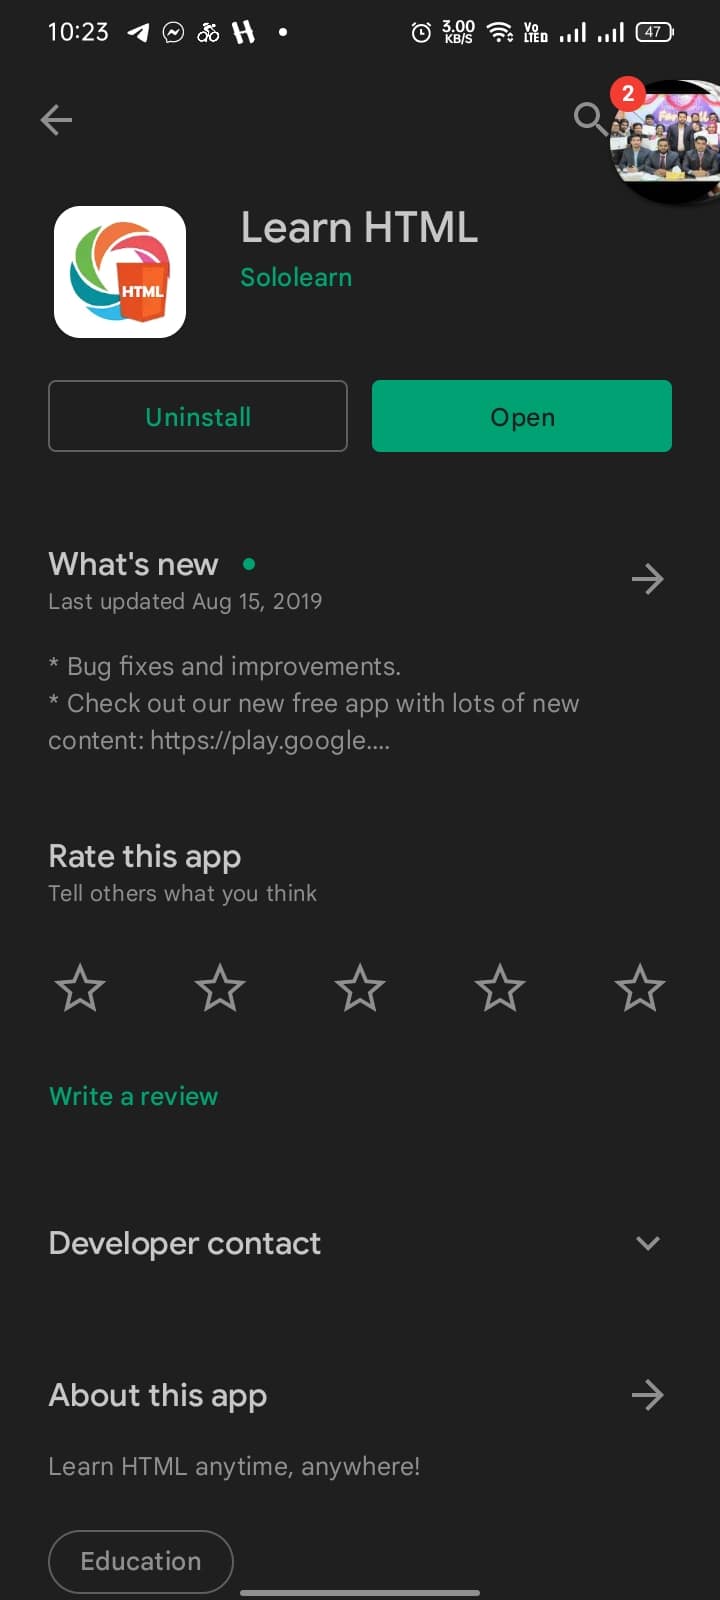 10:23 3.00 KB/S Vo LTED 47
2
Learn HTML
HTML
Sololearn
Uninstall Open
What's new
Last updated Aug 15, 2019
* Bug fixes and improvements.
* Check out our new free app with lots of new
content: https://play.google....
Rate this app
Tell others what you think
Write a review
Developer contact
About this app
Learn HTML anytime, anywhere!
Education